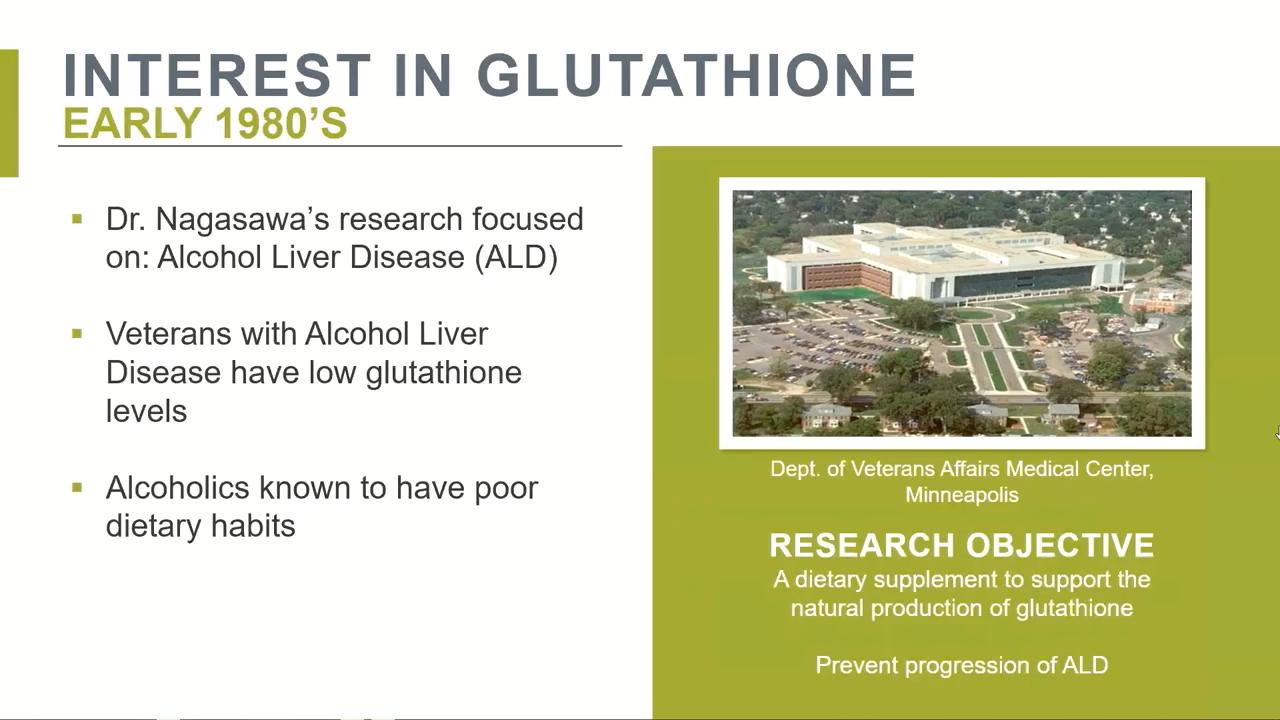 INTEREST IN GLUTATHIONE
EARLY 1980'S
▪ Dr. Nagasawa's research focused
on: Alcohol Liver Disease (ALD)
▪ Veterans with Alcohol Liver
Disease have low glutathione
levels
▪ Alcoholics known to have poor
dietary habits
Dept. of Veterans Affairs Medical Center,
Minneapolis
RESEARCH OBJECTIVE
A dietary supplement to support the
natural production of glutathione
Prevent progression of ALD